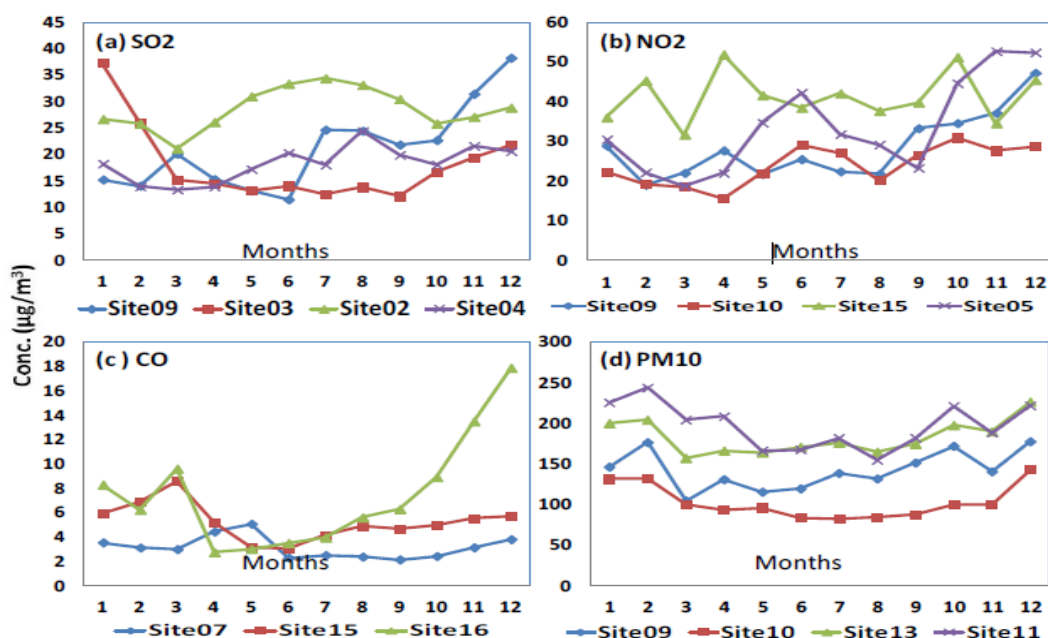 (a) SO2
45
40
35
30
25
20
15
10
5
0
Months
1 2 3 4 5 6 7 8 9 10 11 12
Site09 Site03 Site02 Site04
(b) NO2
60
50
40
30
20
10
0
Months
1 2 3 4 5 6 7 8 9 10 11 12
Site09 Site10 Site15 Site05
Conc. (µg/m³)
(c ) CO
20
18
16
14
12
10
8
6
4
2
0
Months
1 2 3 4 5 6 7 8 9 10 11 12
Site07 Site15 Site16
(d) PM10
300
250
200
150
100
50
0
Months
1 2 3 4 5 6 7 8 9 10 11 12
Site09 Site10 Site13 Site11